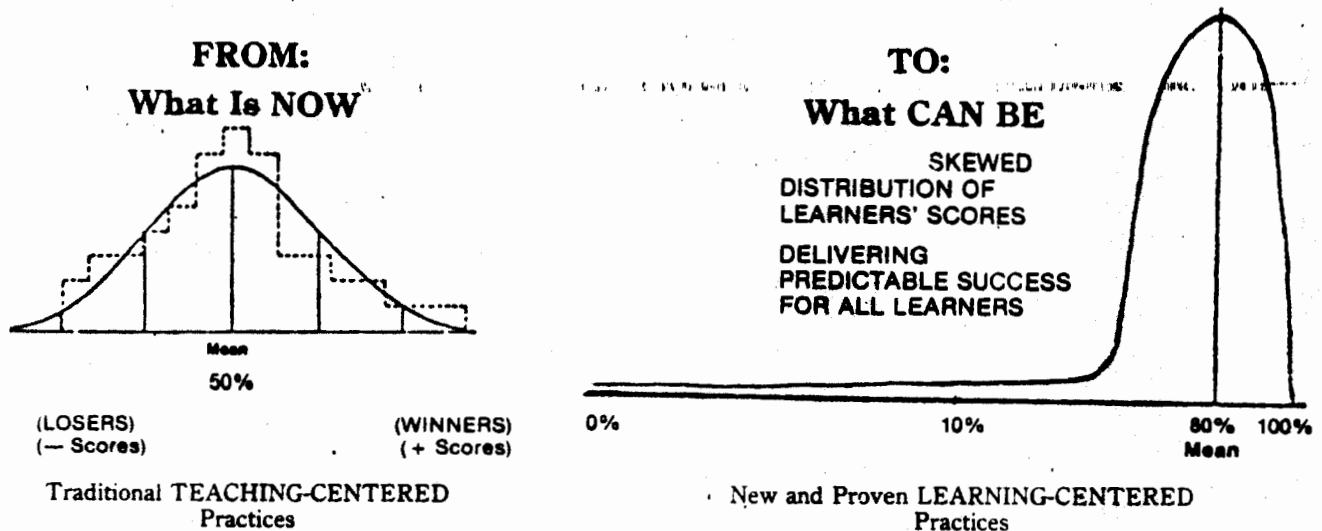 FROM:
What Is NOW
Mean
50%
(LOSERS)
(— Scores)
(WINNERS)
(+ Scores)
Traditional TEACHING-CENTERED
Practices
TO:
What CAN BE
SKEWED
DISTRIBUTION OF
LEARNERS' SCORES
DELIVERING
PREDICTABLE SUCCESS
FOR ALL LEARNERS
0%
10%
80%
100%
Mean
New and Proven LEARNING-CENTERED
Practices